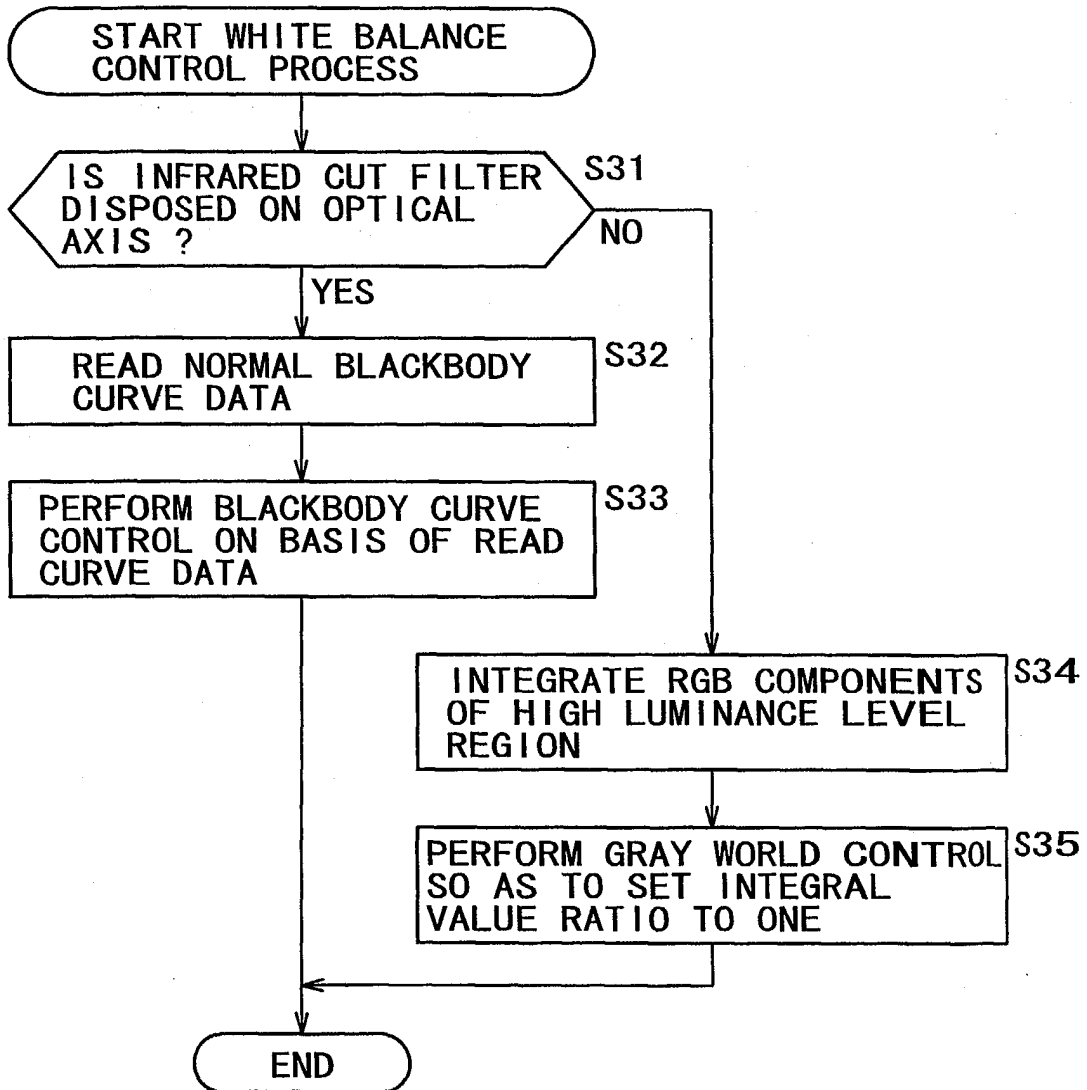 START WHITE BALANCE
CONTROL PROCESS
IS INFRARED CUT FILTER
DISPOSED ON OPTICAL
AXIS ?
S31
NO
YES
READ NORMAL BLACKBODY
CURVE DATA
S32
PERFORM BLACKBODY CURVE
CONTROL ON BASIS OF READ
CURVE DATA
S33
INTEGRATE RGB COMPONENTS
OF HIGH LUMINANCE LEVEL
REGION
S34
PERFORM GRAY WORLD CONTROL
SO AS TO SET INTEGRAL
VALUE RATIO TO ONE
S35
END